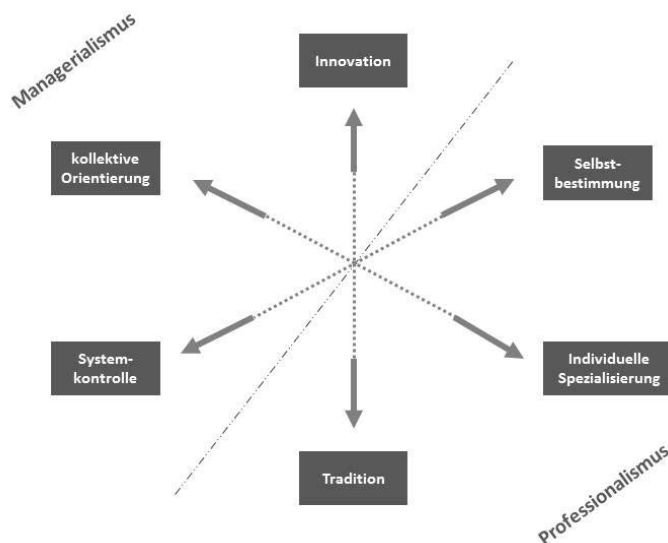 Managerialismus
Innovation
kollektive
Orientierung
Selbst-
bestimmung
System-
kontrolle
Individuelle
Spezialisierung
Tradition
Professionalismus